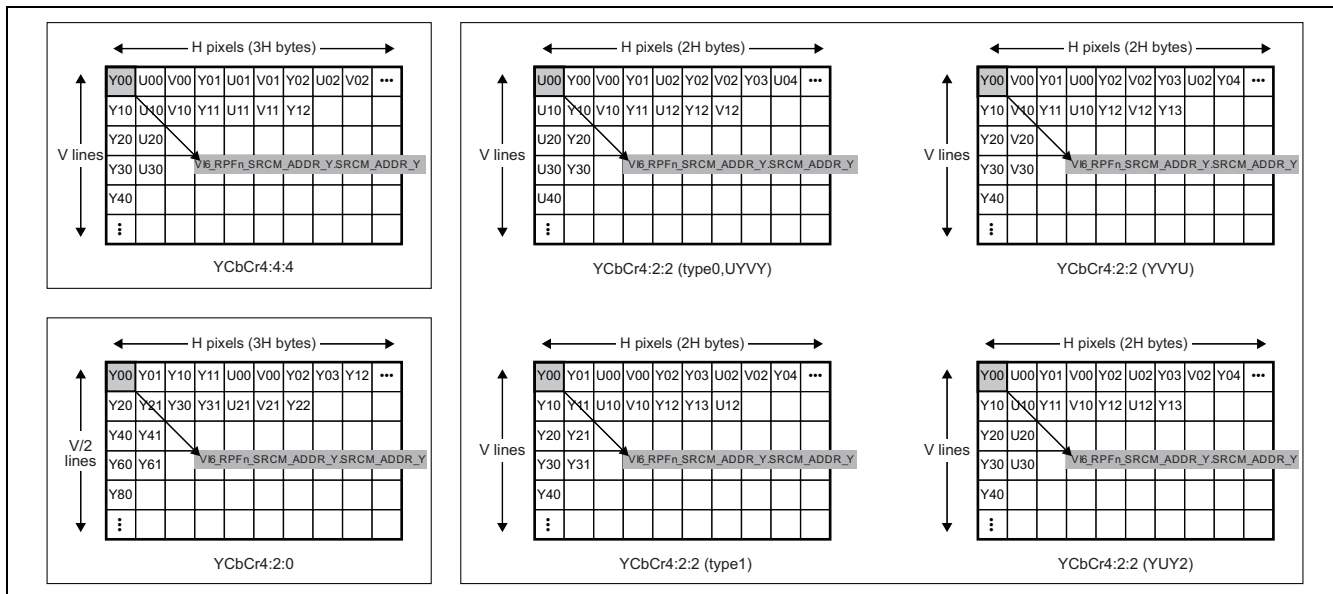 H pixels (3H bytes)
V lines
Y00 U00 V00 Y01 U01 V01 Y02 U02 V02 •••
Y10 U10 V10 Y11 U11 V11 Y12
Y20 U20
Y30 U30
Y40
⋮
VI6_RPFn_SRCM_ADDR_Y.SRCM_ADDR_Y
YCbCr4:4:4
H pixels (2H bytes)
V lines
U00 Y00 V00 Y01 U02 Y02 V02 Y03 U04 •••
U10 Y10 V10 Y11 U12 Y12 V12
U20 Y20
U30 Y30
U40
⋮
VI6_RPFn_SRCM_ADDR_Y.SRCM_ADDR_Y
YCbCr4:2:2 (type0,UYVY)
H pixels (2H bytes)
V lines
Y00 V00 Y01 U00 Y02 V02 Y03 U02 Y04 •••
Y10 V10 Y11 U10 Y12 V12 Y13
Y20 V20
Y30 V30
Y40
⋮
VI6_RPFn_SRCM_ADDR_Y.SRCM_ADDR_Y
YCbCr4:2:2 (YVYU)
H pixels (3H bytes)
V/2
lines
Y00 Y01 Y10 Y11 U00 V00 Y02 Y03 Y12 •••
Y20 Y21 Y30 Y31 U21 V21 Y22
Y40 Y41
Y60 Y61
Y80
⋮
VI6_RPFn_SRCM_ADDR_Y.SRCM_ADDR_Y
YCbCr4:2:0
H pixels (2H bytes)
V lines
Y00 Y01 U00 V00 Y02 Y03 U02 V02 Y04 •••
Y10 Y11 U10 V10 Y12 Y13 U12
Y20 Y21
Y30 Y31
Y40
⋮
VI6_RPFn_SRCM_ADDR_Y.SRCM_ADDR_Y
YCbCr4:2:2 (type1)
H pixels (2H bytes)
V lines
Y00 U00 Y01 V00 Y02 U02 Y03 V02 Y04 •••
Y10 U10 Y11 V10 Y12 U12 Y13
Y20 U20
Y30 U30
Y40
⋮
VI6_RPFn_SRCM_ADDR_Y.SRCM_ADDR_Y
YCbCr4:2:2 (YUY2)